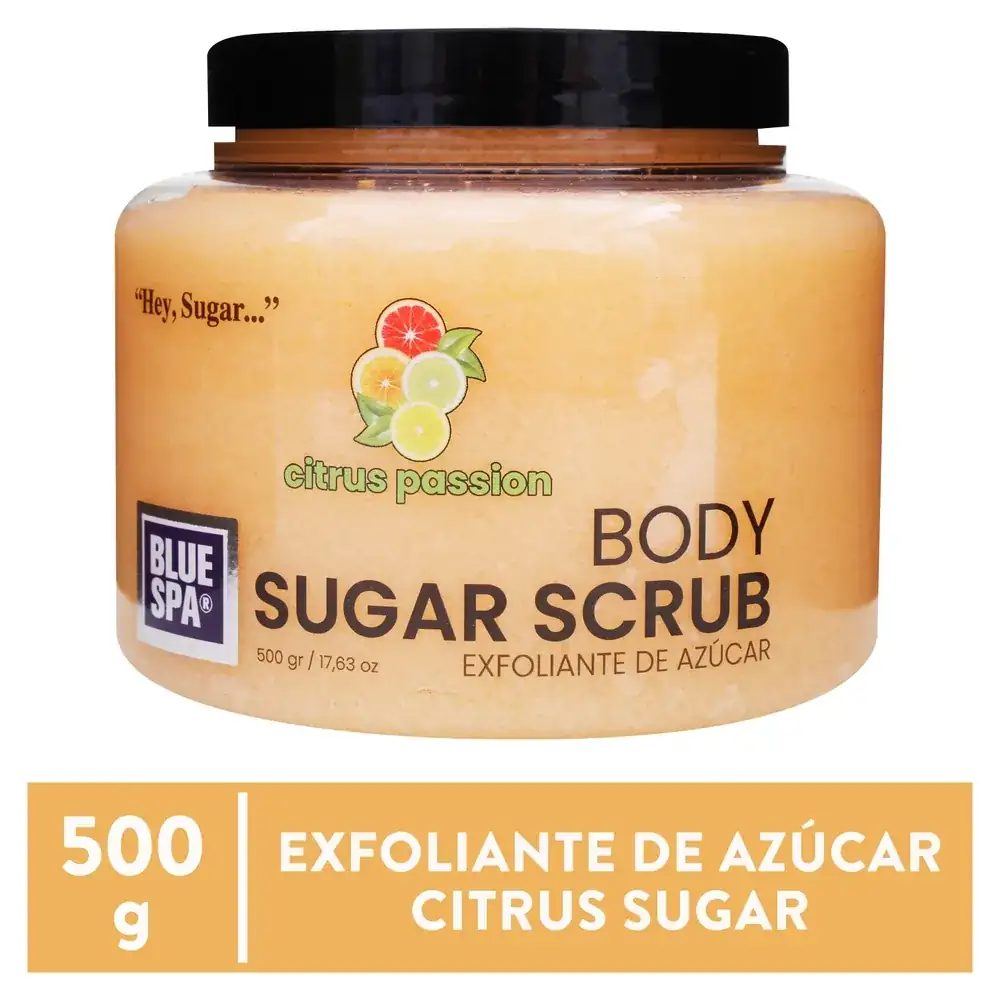 “Hey, Sugar...”
citrus passion
BLUE
SPA®
BODY
SUGAR SCRUB
500 gr / 17,63 oz
EXFOLIANTE DE AZÚCAR
500
g
EXFOLIANTE DE AZÚCAR
CITRUS SUGAR